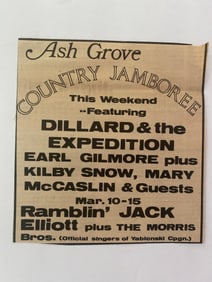 Ash Grove
COUNTRY JAMBOREE
This Weekend
--Featuring
DILLARD & the
EXPEDITION
EARL GILMORE plus
KILBY SNOW, MARY
McCASLIN & Guests
Mar. 10-15
Ramblin' JACK
Elliott plus THE MORRIS
Bros. (Official singers of Yablonski Cpgn.)